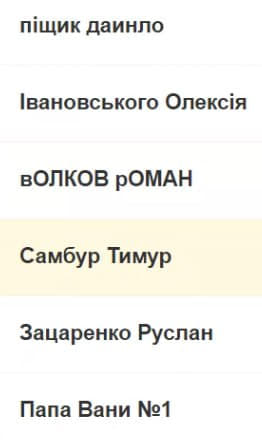 піщик даинло
Івановського Олексія
вОЛКОВ рОМАН
Самбур Тимур
Зацаренко Руслан
Папа Вани №1